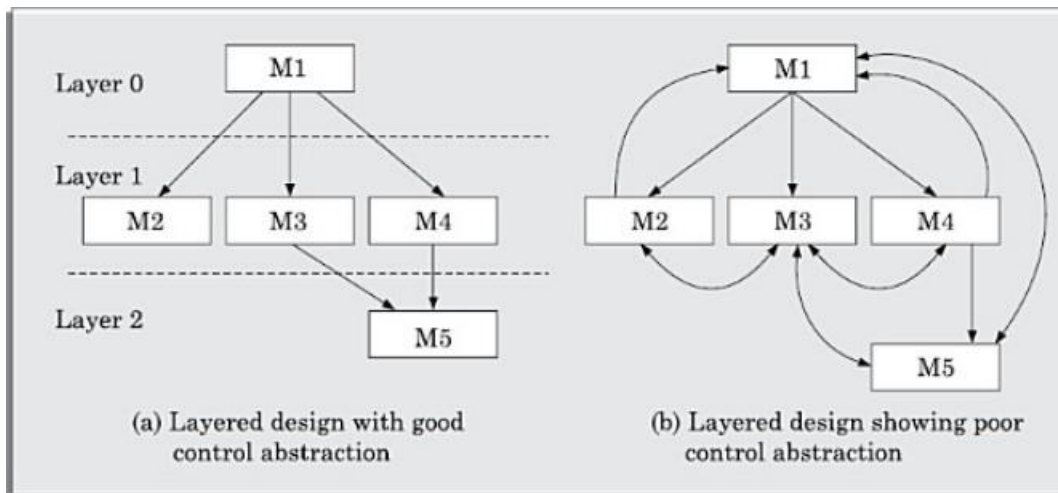 Layer 0
M1
Layer 1
M2 M3 M4
Layer 2
M5
(a) Layered design with good
control abstraction
M1
M2 M3 M4
M5
(b) Layered design showing poor
control abstraction